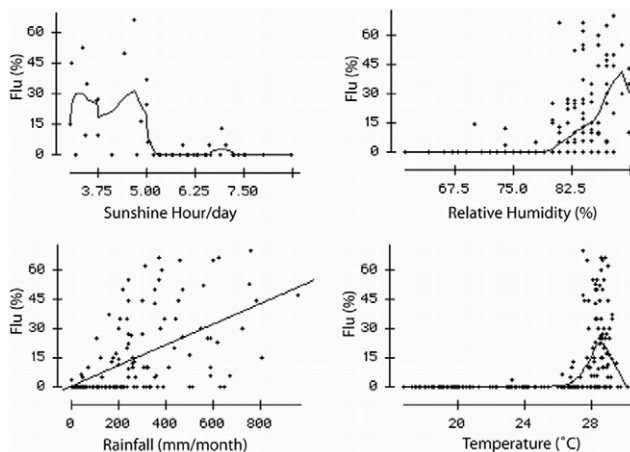 60
45
30
15
0
Flu (%)
3.75 5.00 6.25 7.50
Sunshine Hour/day
60
45
30
15
0
Flu (%)
67.5 75.0 82.5
Relative Humidity (%)
60
45
30
15
0
Flu (%)
0 200 400 600 800
Rainfall (mm/month)
60
45
30
15
0
Flu (%)
20 24 28
Temperature (˚C)